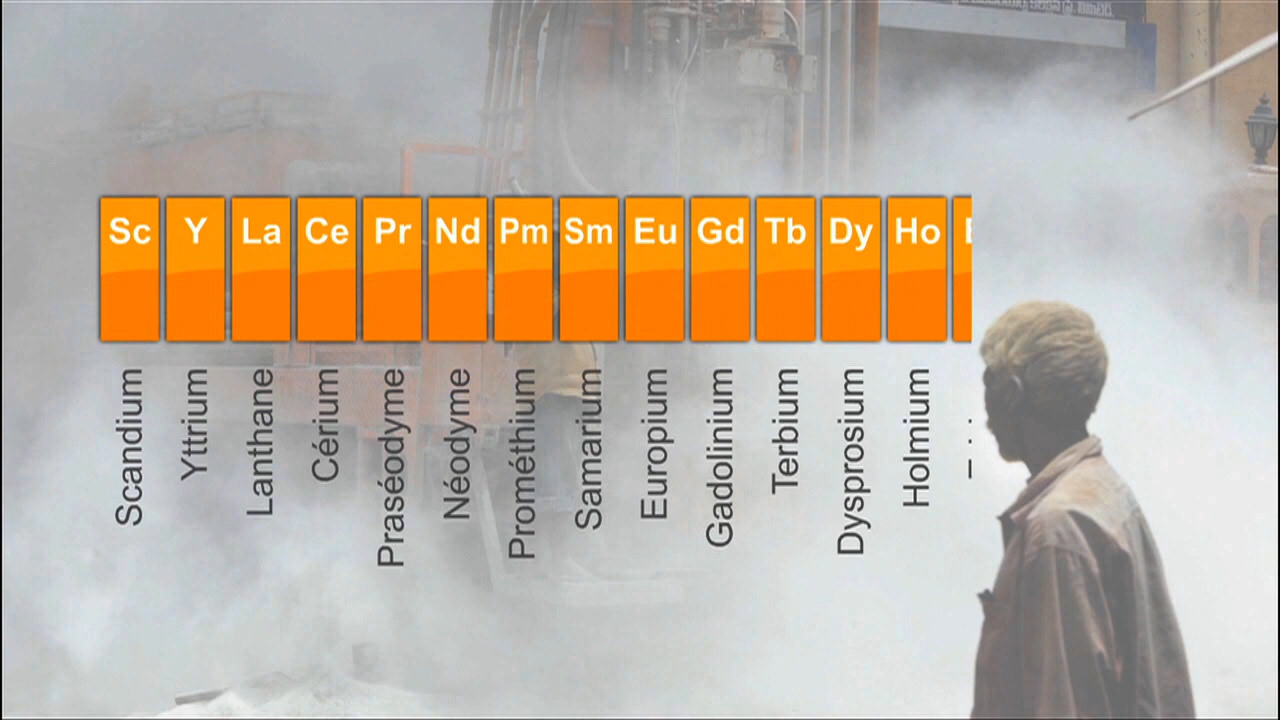 Sc Y La Ce Pr Nd Pm Sm Eu Gd Tb Dy Ho
Scandium
Yttrium
Lanthane
Cérium
Praséodyme
Néodyme
Prométhium
Samarium
Europium
Gadolinium
Terbium
Dysprosium
Holmium